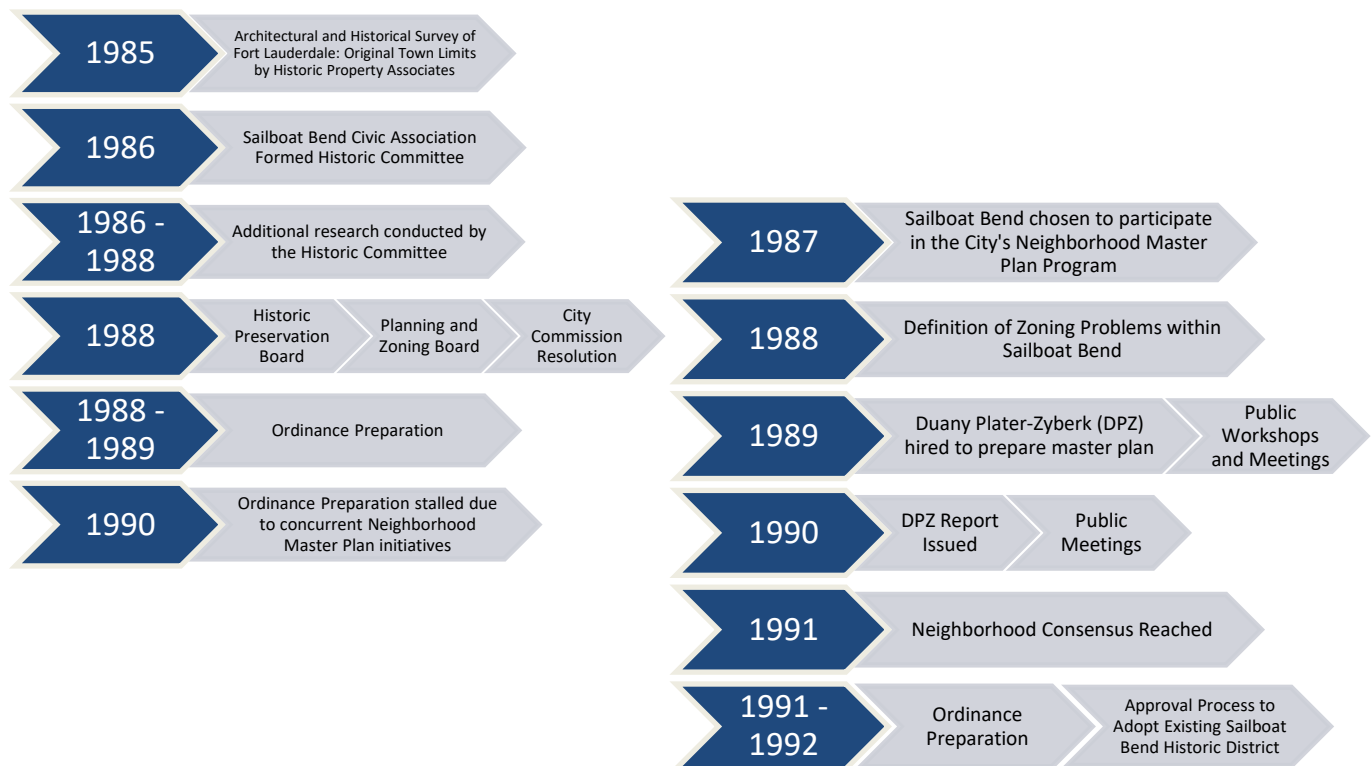 1985
Architectural and Historical Survey of
Fort Lauderdale: Original Town Limits
by Historic Property Associates
1986
Sailboat Bend Civic Association
Formed Historic Committee
1986 -
1988
Additional research conducted by
the Historic Committee
1988
Historic
Preservation
Board
Planning and
Zoning Board
City
Commission
Resolution
1988 -
1989
Ordinance Preparation
1990
Ordinance Preparation stalled due
to concurrent Neighborhood
Master Plan initiatives
1987
Sailboat Bend chosen to participate
in the City's Neighborhood Master
Plan Program
1988
Definition of Zoning Problems within
Sailboat Bend
1989
Duany Plater-Zyberk (DPZ)
hired to prepare master plan
Public
Workshops
and Meetings
1990
DPZ Report
Issued
Public
Meetings
1991
Neighborhood Consensus Reached
1991 -
1992
Ordinance
Preparation
Approval Process to
Adopt Existing Sailboat
Bend Historic District